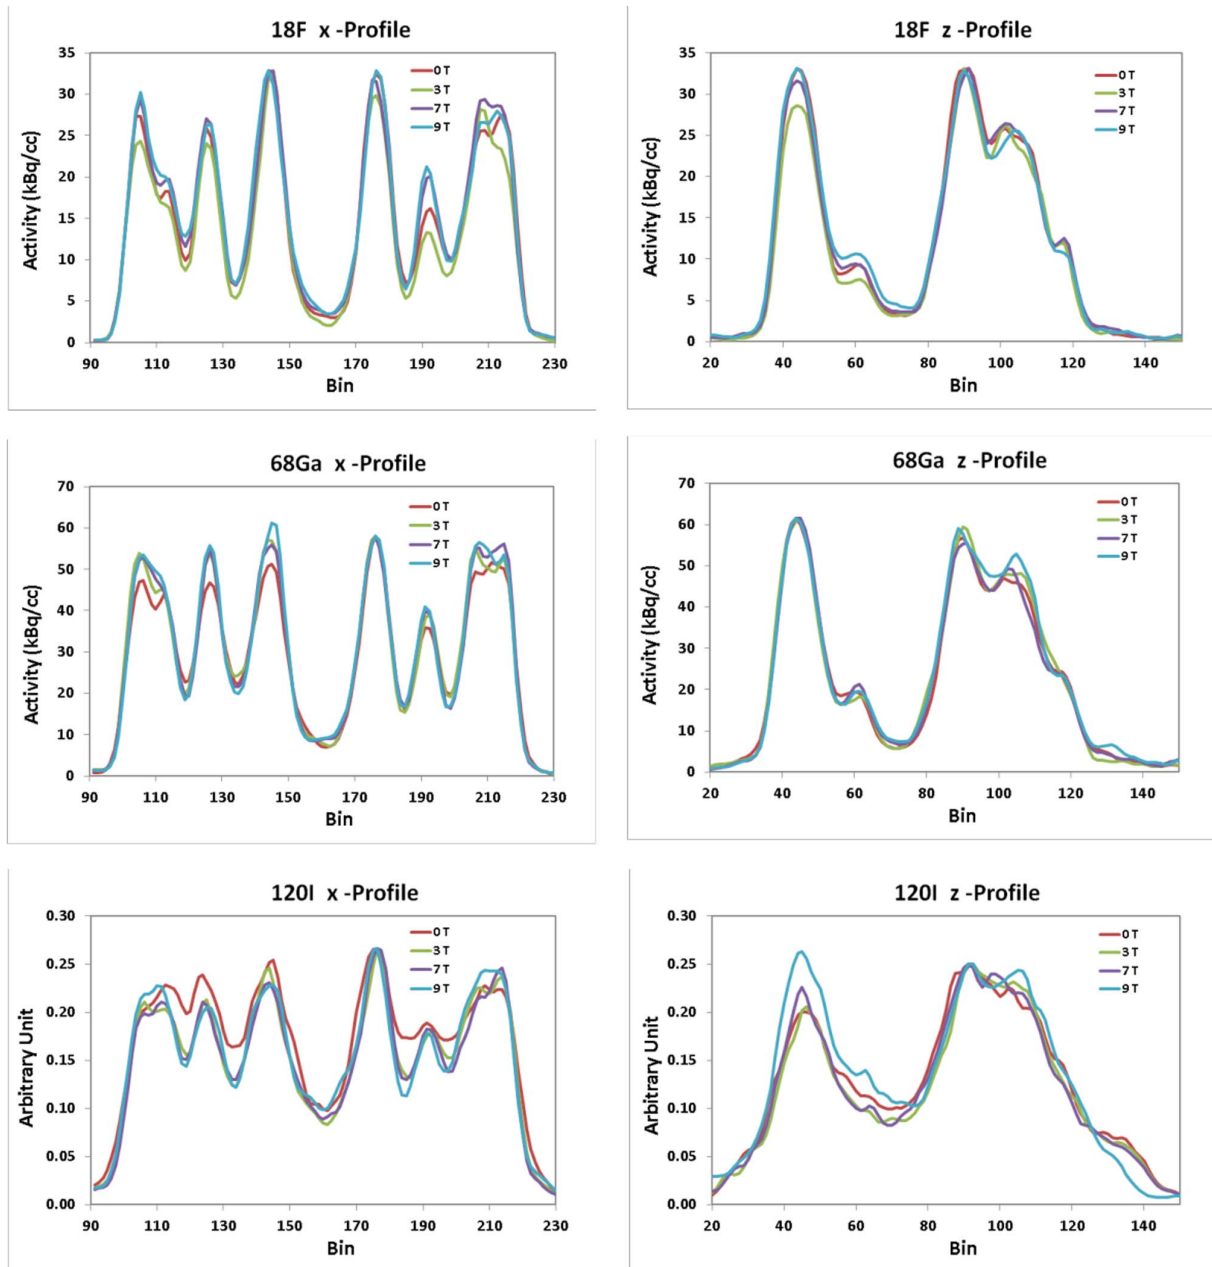 18F x -Profile
35
30
25
20
15
10
5
0
Activity (kBq/cc)
0 T
3 T
7 T
9 T
90 110 130 150 170 190 210 230
Bin
18F z -Profile
35
30
25
20
15
10
5
0
Activity (kBq/cc)
0 T
3 T
7 T
9 T
20 40 60 80 100 120 140
Bin
68Ga x -Profile
70
60
50
40
30
20
10
0
Activity (kBq/cc)
0 T
3 T
7 T
9 T
90 110 130 150 170 190 210 230
Bin
68Ga z -Profile
70
60
50
40
30
20
10
0
Activity (kBq/cc)
0 T
3 T
7 T
9 T
20 40 60 80 100 120 140
Bin
120I x -Profile
0.30
0.25
0.20
0.15
0.10
0.05
0.00
Arbitrary Unit
0 T
3 T
7 T
9 T
90 110 130 150 170 190 210 230
Bin
120I z -Profile
0.30
0.25
0.20
0.15
0.10
0.05
0.00
Arbitrary Unit
0 T
3 T
7 T
9 T
20 40 60 80 100 120 140
Bin